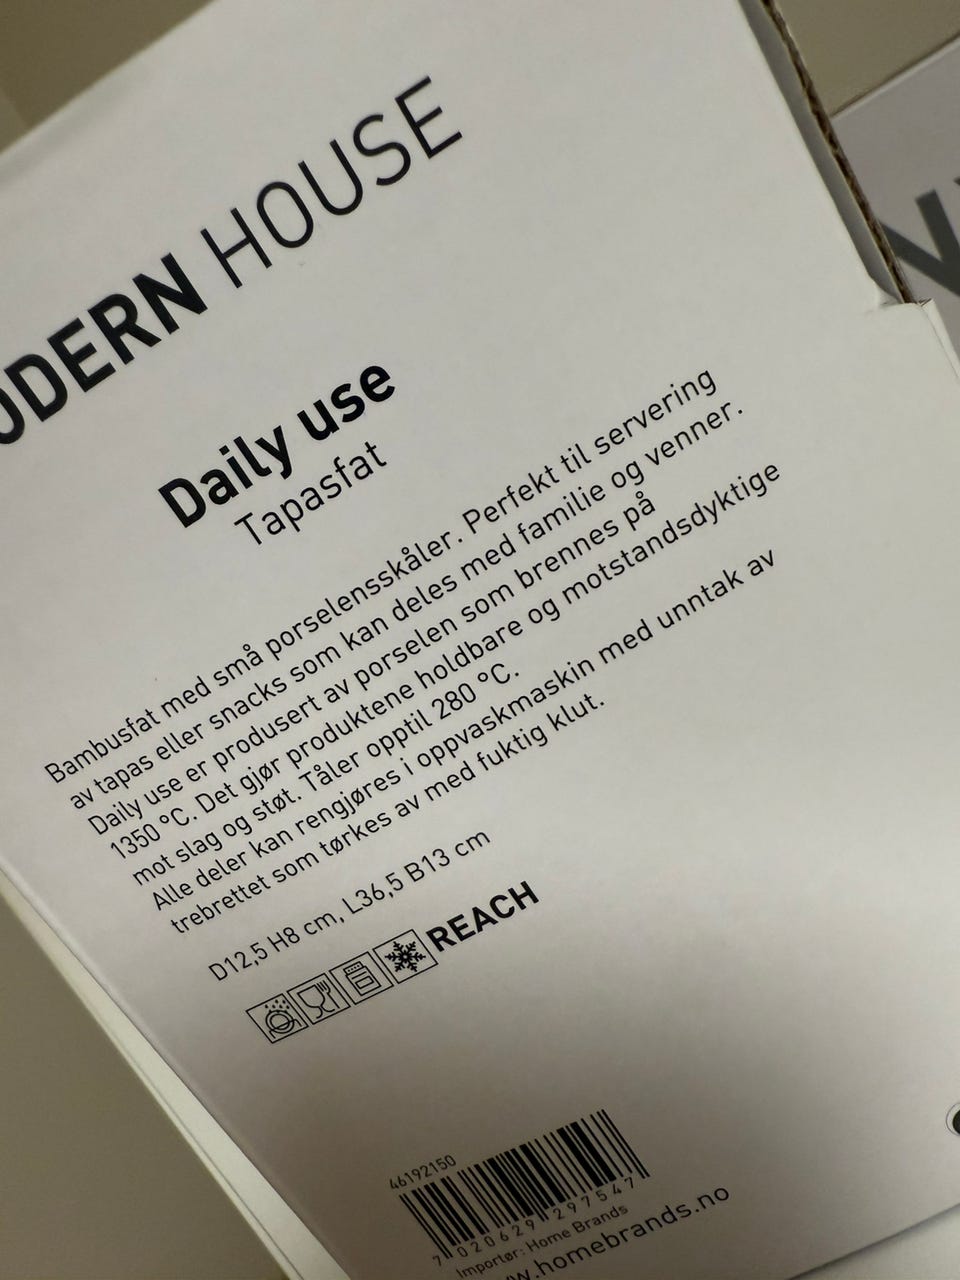 HOUSE
Daily use
Tapasfat
Bambusfat med små porselensskåler. Perfekt til servering
av tapas eller snacks som kan deles med familie og venner.
Daily use er produsert av porselen som brennes på
1350 °C. Det gjør produktene holdbare og motstandsdyktige
mot slag og støt. Tåler opptil 280 °C.
Alle deler kan rengjøres i oppvaskmaskin med unntak av
trebrettet som tørkes av med fuktig klut.
D12,5 H8 cm, L36,5 B13 cm
REACH
46192150
7 020629 297547
Importør: Home Brands
www.homebrands.no